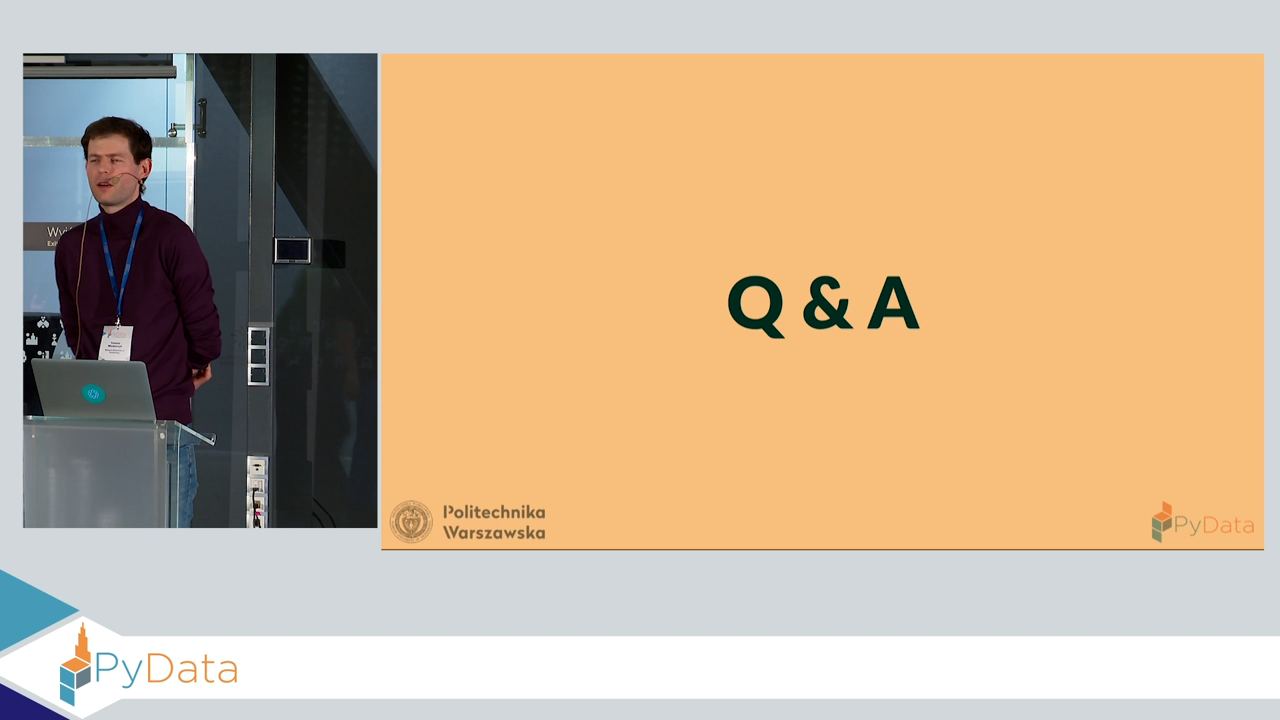 Q & A
Politechnika
Warszawska
PyData
PyData